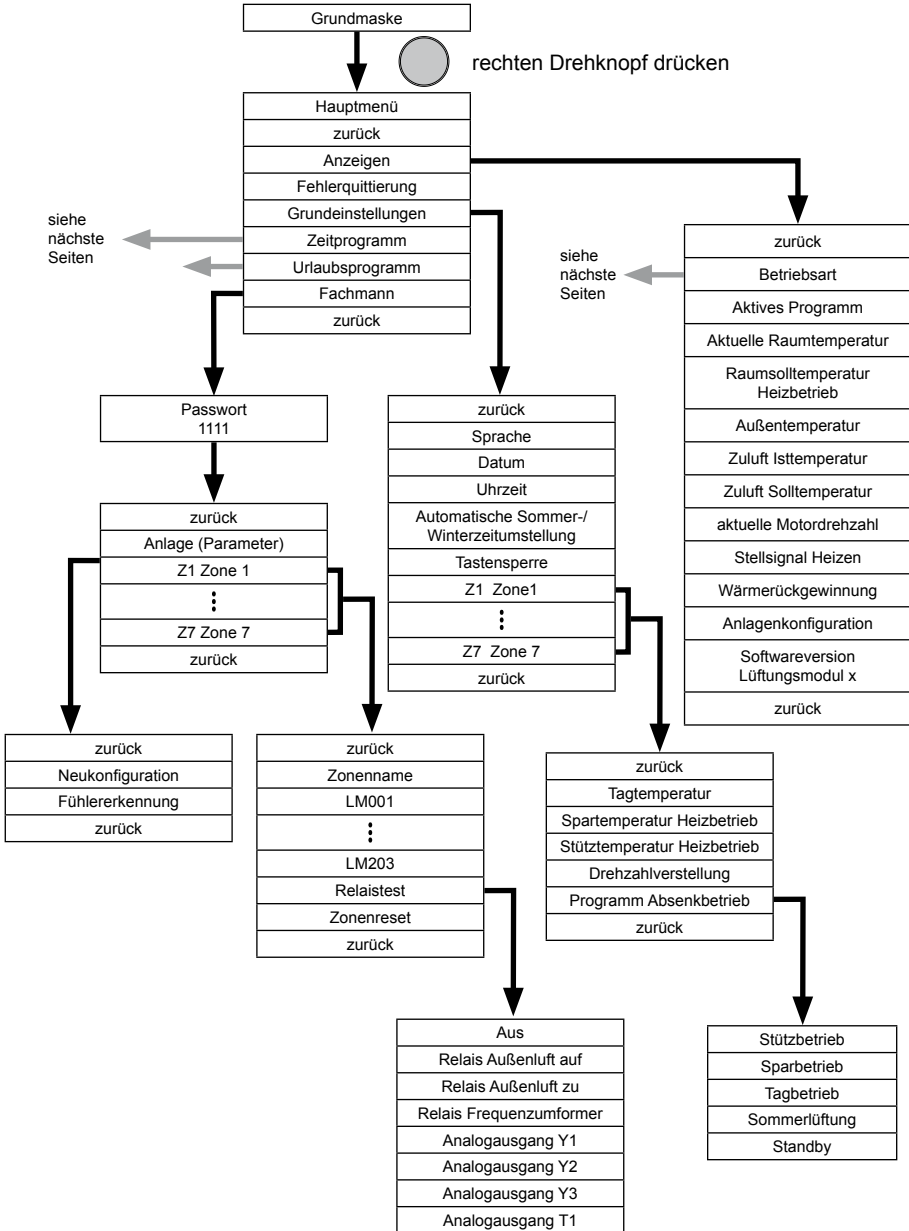 Grundmaske
rechten Drehknopf drücken
Hauptmenü
zurück
Anzeigen
Fehlerquittierung
Grundeinstellungen
Zeitprogramm
Urlaubsprogramm
Fachmann
zurück
siehe
nächste
Seiten
siehe
nächste
Seiten
zurück
Betriebsart
Aktives Programm
Aktuelle Raumtemperatur
Raumsolltemperatur
Heizbetrieb
Außentemperatur
Zuluft Isttemperatur
Zuluft Solltemperatur
aktuelle Motordrehzahl
Stellsignal Heizen
Wärmerückgewinnung
Anlagenkonfiguration
Softwareversion
Lüftungsmodul x
zurück
Passwort
1111
zurück
Anlage (Parameter)
Z1 Zone 1
Z7 Zone 7
zurück
zurück
Sprache
Datum
Uhrzeit
Automatische Sommer-/
Winterzeitumstellung
Tastensperre
Z1 Zone1
Z7 Zone 7
zurück
zurück
Neukonfiguration
Fühlererkennung
zurück
zurück
Zonenname
LM001
LM203
Relaistest
Zonenreset
zurück
zurück
Tagtemperatur
Spartemperatur Heizbetrieb
Stütztemperatur Heizbetrieb
Drehzahlverstellung
Programm Absenkbetrieb
zurück
Aus
Relais Außenluft auf
Relais Außenluft zu
Relais Frequenzumformer
Analogausgang Y1
Analogausgang Y2
Analogausgang Y3
Analogausgang T1
Stützbetrieb
Sparbetrieb
Tagbetrieb
Sommerlüftung
Standby